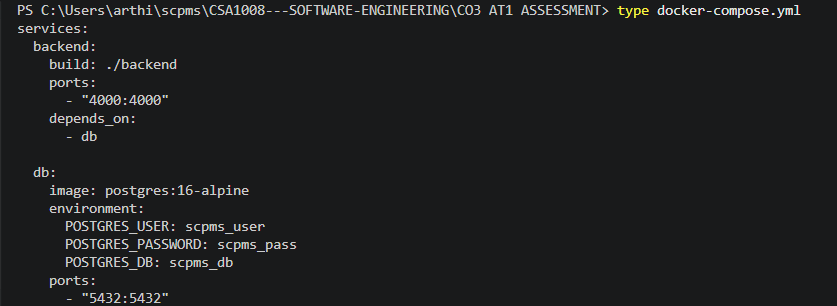 PS C:\Users\arthi\scpms\CSA1008---SOFTWARE-ENGINEERING\CO3 AT1 ASSESSMENT> type docker-compose.yml
services:
  backend:
    build: ./backend
    ports:
      - "4000:4000"
    depends_on:
      - db

  db:
    image: postgres:16-alpine
    environment:
      POSTGRES_USER: scpms_user
      POSTGRES_PASSWORD: scpms_pass
      POSTGRES_DB: scpms_db
    ports:
      - "5432:5432"